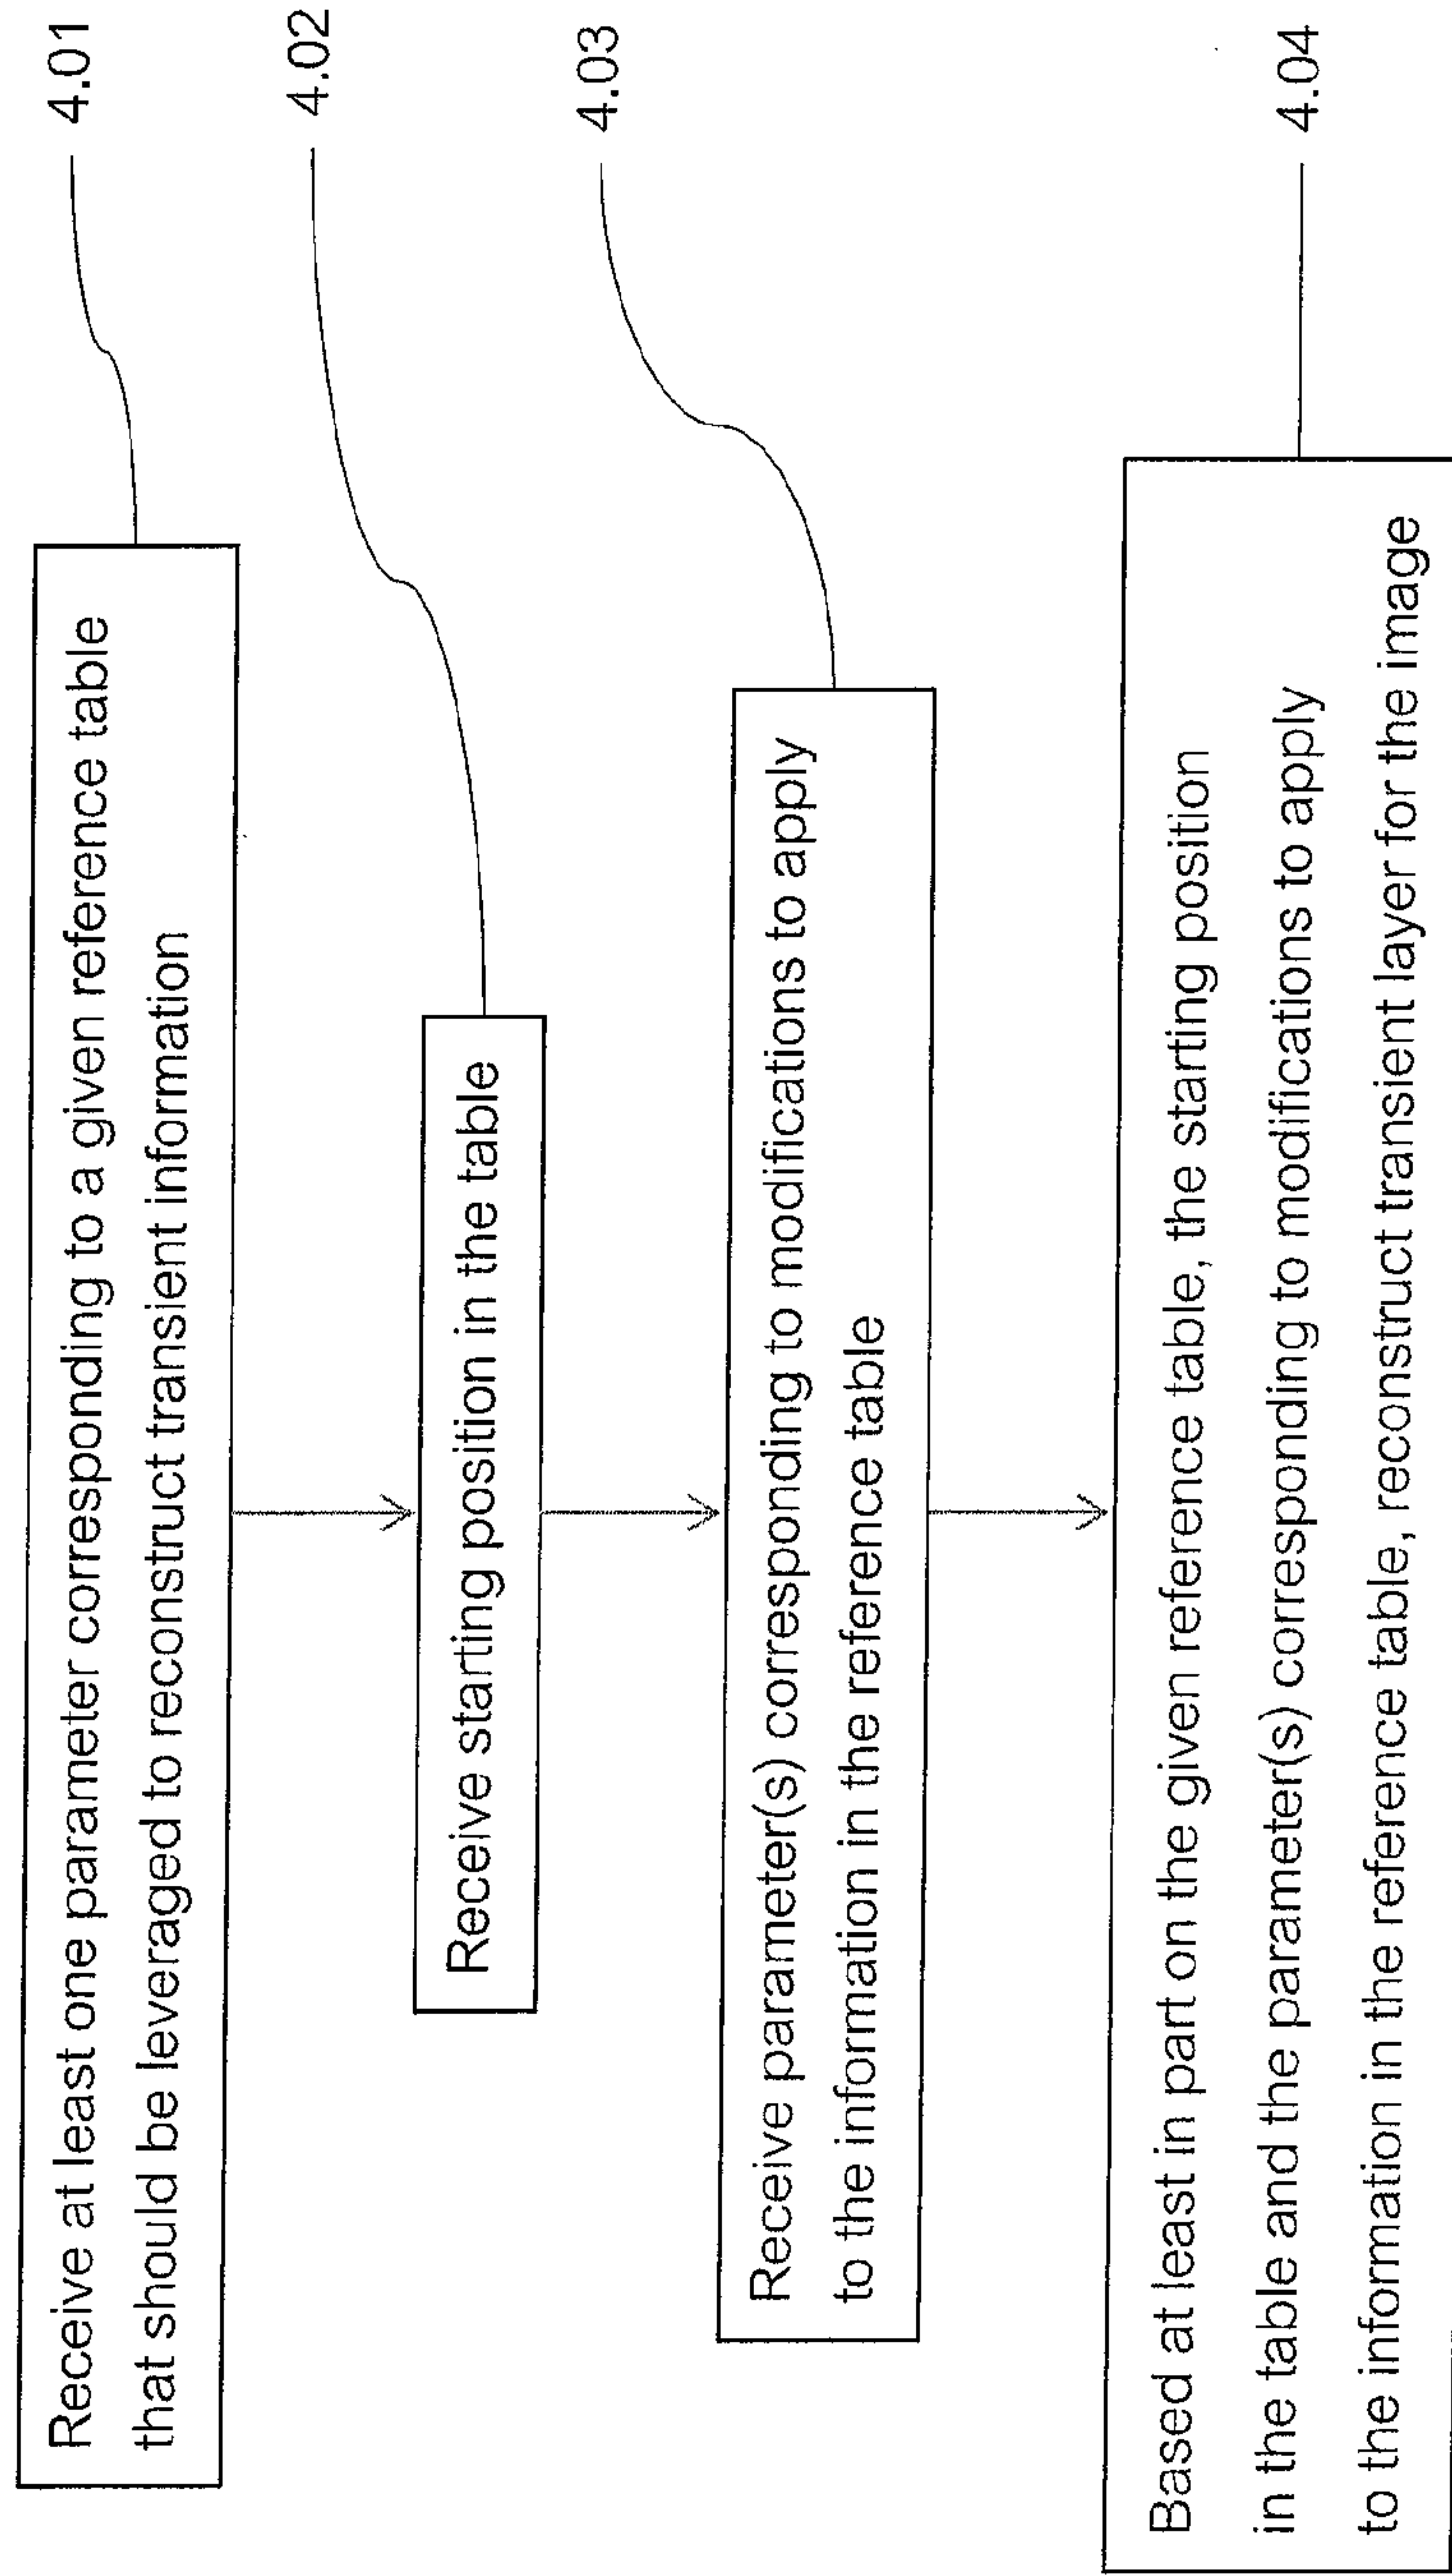 Receive at least one parameter corresponding to a given reference table
that should be leveraged to reconstruct transient information
4.01
Receive starting position in the table
4.02
Receive parameter(s) corresponding to modifications to apply
to the information in the reference table
4.03
Based at least in part on the given reference table, the starting position
in the table and the parameter(s) corresponding to modifications to apply
to the information in the reference table, reconstruct transient layer for the image
4.04